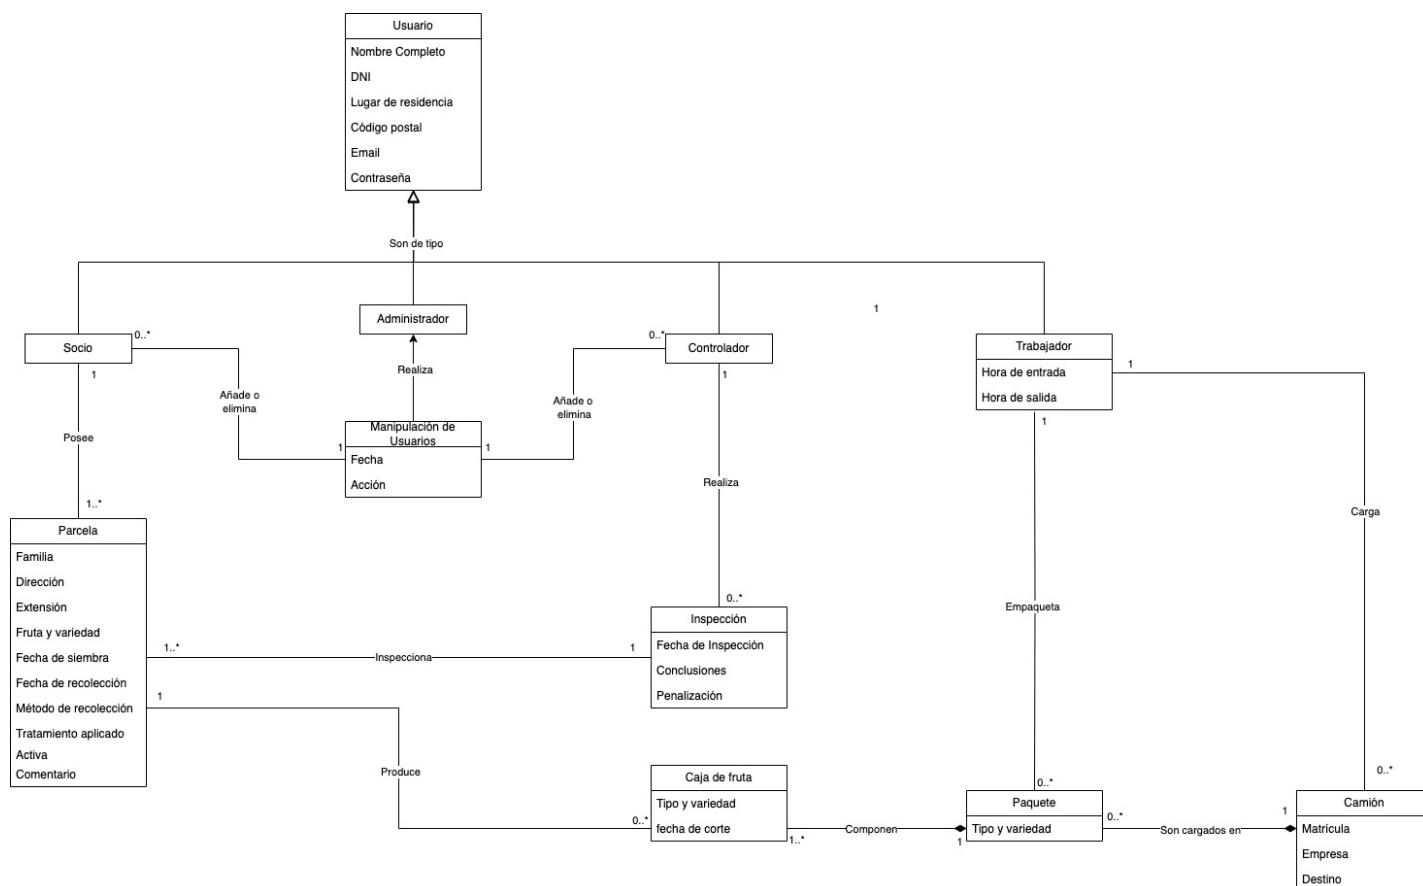 Usuario
Nombre Completo
DNI
Lugar de residencia
Código postal
Email
Contraseña
Son de tipo
Socio
0..*
1
Administrador
Realiza
0..*
Controlador
1
1
Trabajador
Hora de entrada
Hora de salida
1
1
Añade o
elimina
Añade o
elimina
Manipulación de
Usuarios
1
1
Fecha
Acción
Posee
1..*
Realiza
0..*
Carga
0..*
Empaqueta
0..*
Parcela
Familia
Dirección
Extensión
Fruta y variedad
Fecha de siembra
Fecha de recolección
Método de recolección
Tratamiento aplicado
Activa
Comentario
1..*
Inspecciona
1
Inspección
Fecha de Inspección
Conclusiones
Penalización
1
Produce
0..*
Caja de fruta
Tipo y variedad
fecha de corte
1..*
Componen
1
Paquete
Tipo y variedad
0..*
Son cargados en
1
Camión
Matrícula
Empresa
Destino